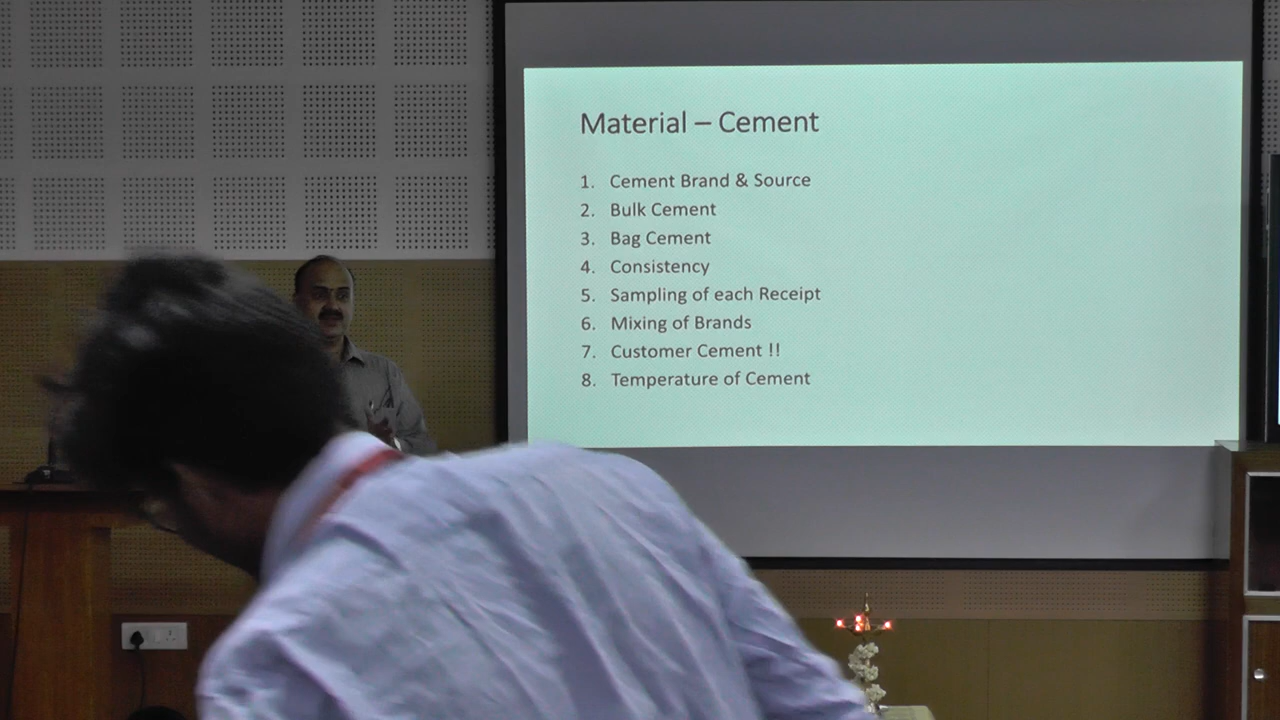 Material – Cement
1. Cement Brand & Source
2. Bulk Cement
3. Bag Cement
4. Consistency
5. Sampling of each Receipt
6. Mixing of Brands
7. Customer Cement !!
8. Temperature of Cement